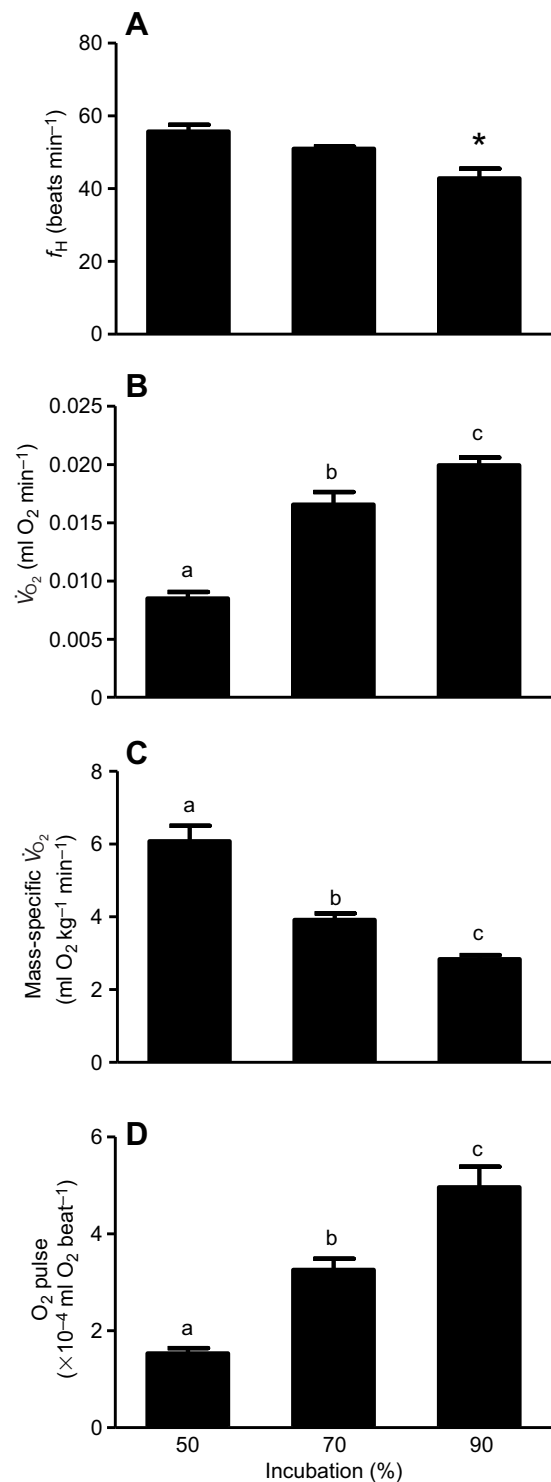 A
80
60
40
20
0
fH (beats min−1)
*
B
0.025
0.020
0.015
0.010
0.005
0
V̇O2 (ml O2 min−1)
a
b
c
C
8
6
4
2
0
Mass-specific V̇O2
(ml O2 kg−1 min−1)
a
b
c
D
6
4
2
0
O2 pulse
(×10−4 ml O2 beat−1)
a
b
c
50 70 90
Incubation (%)